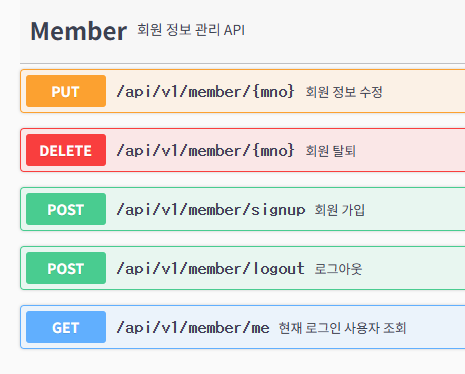 Member 회원 정보 관리 API
PUT /api/v1/member/{mno} 회원 정보 수정
DELETE /api/v1/member/{mno} 회원 탈퇴
POST /api/v1/member/signup 회원 가입
POST /api/v1/member/logout 로그아웃
GET /api/v1/member/me 현재 로그인 사용자 조회